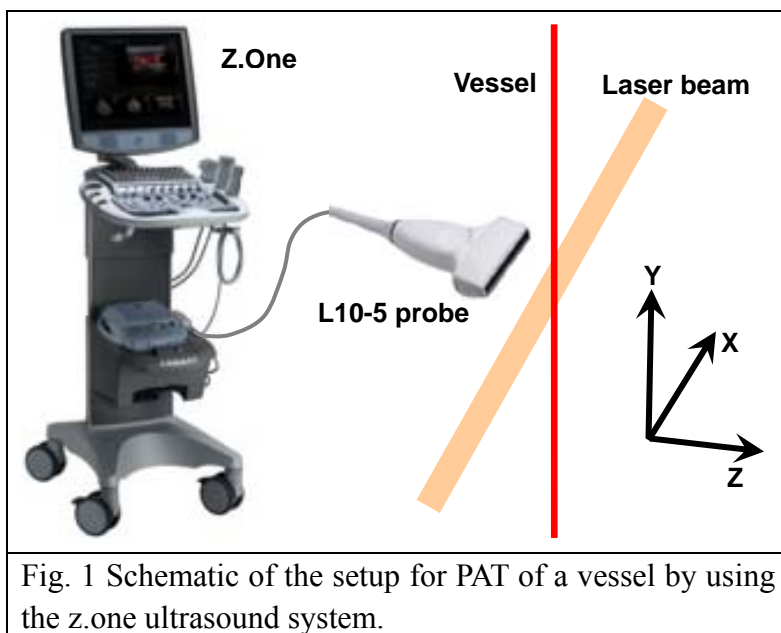 Z.One
Vessel
Laser beam
L10-5 probe
Y
X
Z
Fig. 1 Schematic of the setup for PAT of a vessel by using
the z.one ultrasound system.